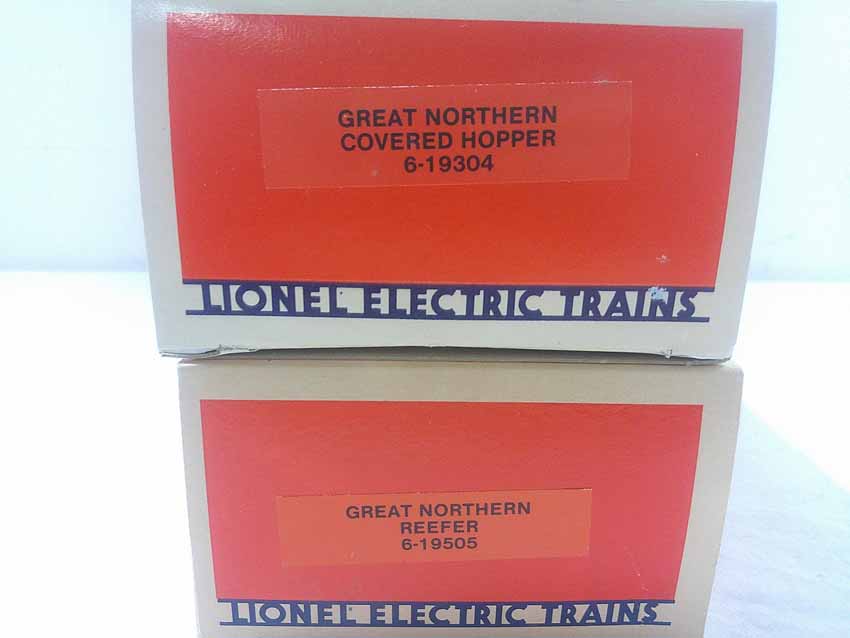 GREAT NORTHERN
COVERED HOPPER
6-19304
LIONEL ELECTRIC TRAINS
GREAT NORTHERN
REEFER
6-19505
LIONEL ELECTRIC TRAINS